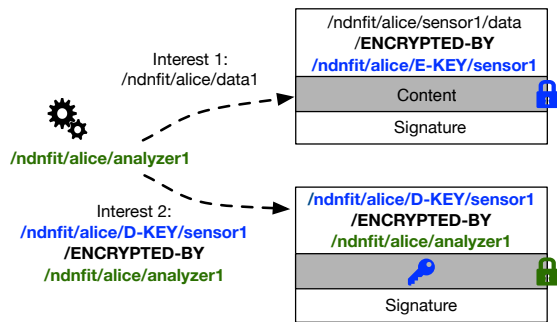 Interest 1:
/ndnfit/alice/data1
/ndnfit/alice/analyzer1
Interest 2:
/ndnfit/alice/D-KEY/sensor1
/ENCRYPTED-BY
/ndnfit/alice/analyzer1
/ndnfit/alice/sensor1/data
/ENCRYPTED-BY
/ndnfit/alice/E-KEY/sensor1
Content
Signature
/ndnfit/alice/D-KEY/sensor1
/ENCRYPTED-BY
/ndnfit/alice/analyzer1
Signature